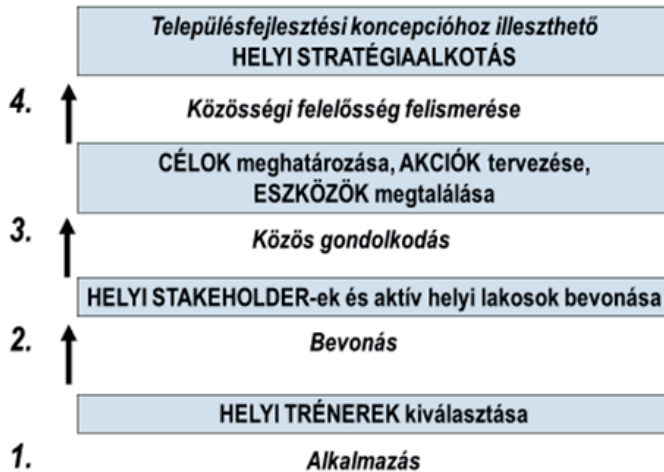 Településfejlesztési koncepcióhoz illeszthető
HELYI STRATÉGIAALKOTÁS
4.
Közösségi felelősség felismerése
CÉLOK meghatározása, AKCIÓK tervezése,
ESZKÖZÖK megtalálása
3.
Közös gondolkodás
HELYI STAKEHOLDER-ek és aktív helyi lakosok bevonása
2.
Bevonás
HELYI TRÉNEREK kiválasztása
1.
Alkalmazás